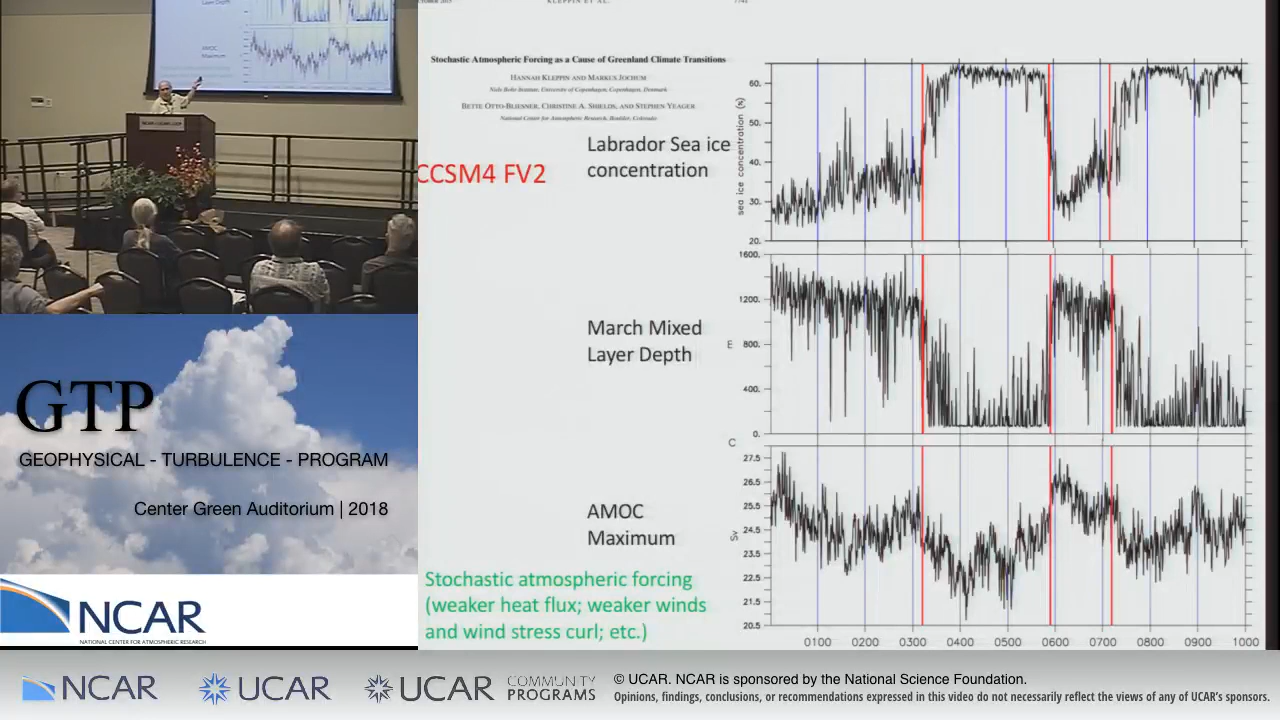 Layer Depth
AMOC
Maximum
KLEPPIN ET AL.
Stochastic Atmospheric Forcing as a Cause of Greenland Climate Transitions
HANNAH KLEPPIN AND MARKUS JOCHUM
Niels Bohr Institute, University of Copenhagen, Copenhagen, Denmark
BETTE OTTO-BLIESNER, CHRISTINE A. SHIELDS, AND STEPHEN YEAGER
National Center for Atmospheric Research, Boulder, Colorado
CCSM4 FV2
Labrador Sea ice
concentration
sea ice concentration (%)
60.
50.
40.
30.
20.
March Mixed
Layer Depth
m
1600.
1200.
800.
400.
0.
C
AMOC
Maximum
Sv
27.5
26.5
25.5
24.5
23.5
22.5
21.5
20.5
0100 0200 0300 0400 0500 0600 0700 0800 0900 1000
Stochastic atmospheric forcing
(weaker heat flux; weaker winds
and wind stress curl; etc.)
GTP
GEOPHYSICAL - TURBULENCE - PROGRAM
Center Green Auditorium | 2018
NCAR
NATIONAL CENTER FOR ATMOSPHERIC RESEARCH
NCAR
UCAR
UCAR
COMMUNITY
PROGRAMS
© UCAR. NCAR is sponsored by the National Science Foundation.
Opinions, findings, conclusions, or recommendations expressed in this video do not necessarily reflect the views of any of UCAR's sponsors.